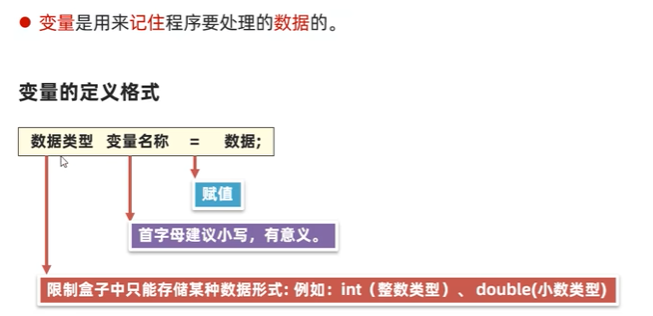 ● 变量是用来记住程序要处理的数据的。
变量的定义格式
数据类型 变量名称 = 数据;
赋值
首字母建议小写，有意义。
限制盒子中只能存储某种数据形式: 例如：int（整数类型）、double(小数类型)